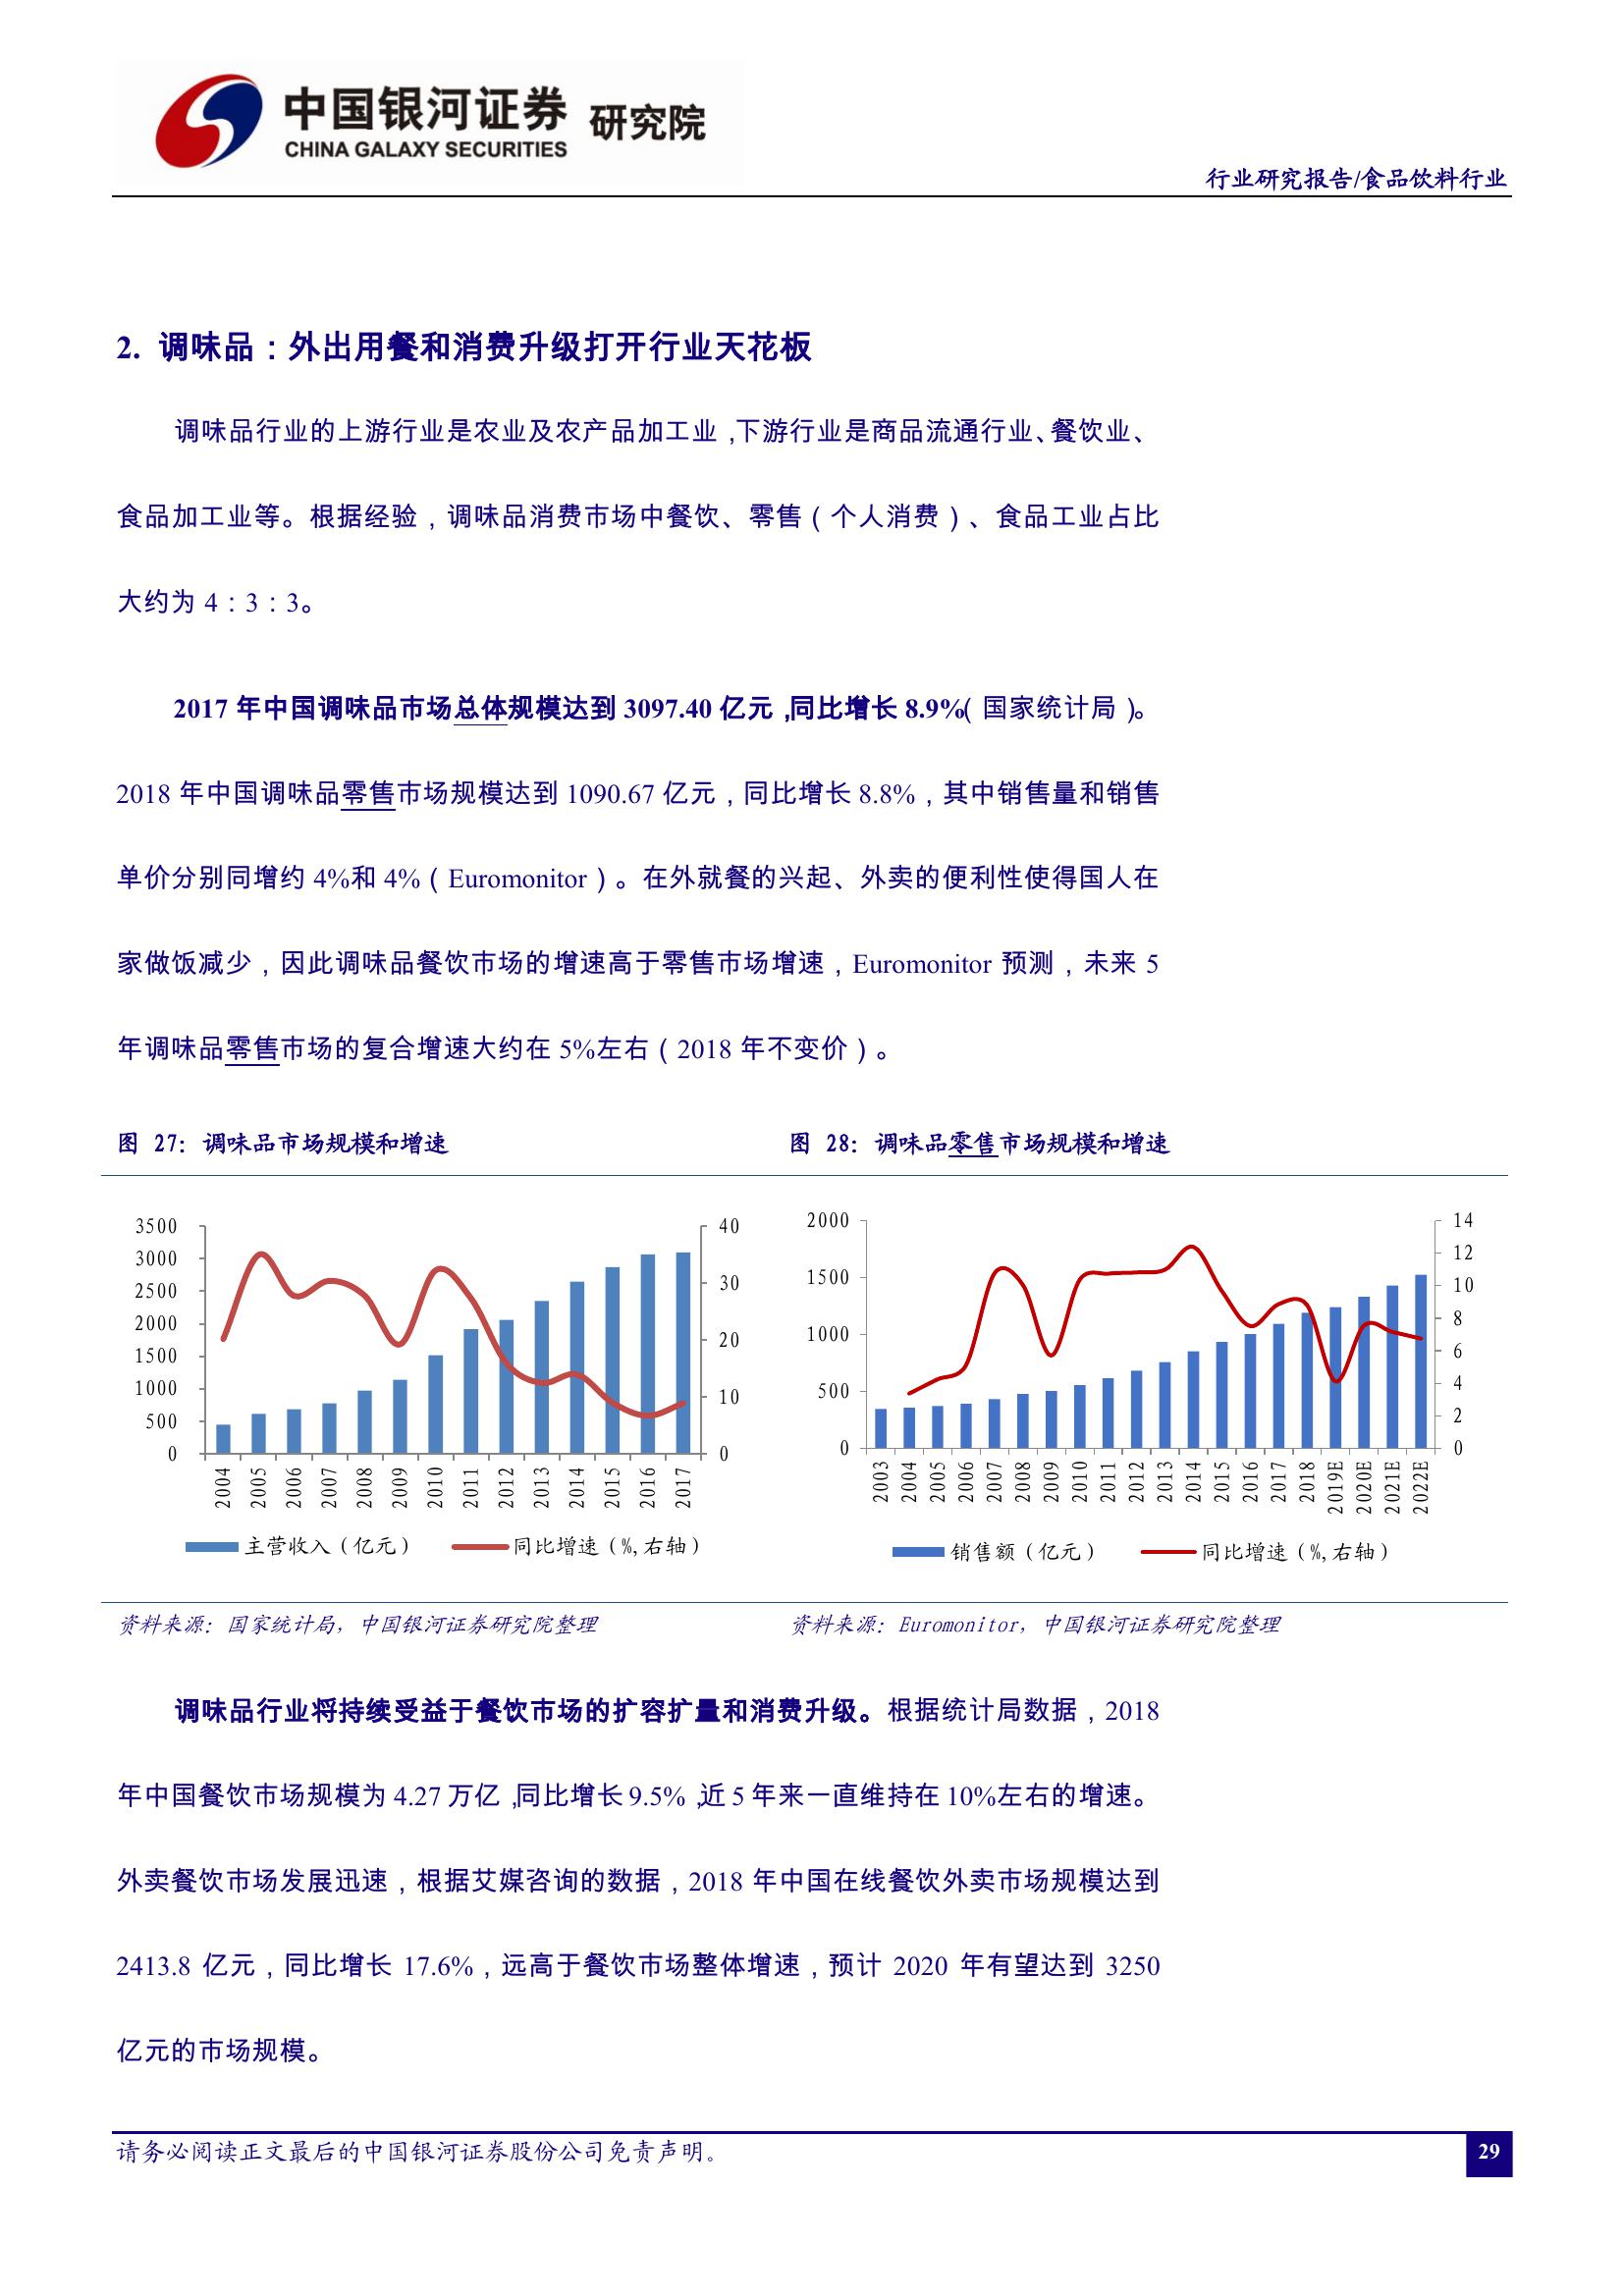 中国银河证券 研究院
CHINA GALAXY SECURITIES
行业研究报告/食品饮料行业
2. 调味品：外出用餐和消费升级打开行业天花板
调味品行业的上游行业是农业及农产品加工业，下游行业是商品流通行业、餐饮业、
食品加工业等。根据经验，调味品消费市场中餐饮、零售（个人消费）、食品工业占比
大约为 4：3：3。
2017 年中国调味品市场总体规模达到 3097.40 亿元，同比增长 8.9%（国家统计局）。
2018 年中国调味品零售市场规模达到 1090.67 亿元，同比增长 8.8%，其中销售量和销售
单价分别同增约 4%和 4%（Euromonitor）。在外就餐的兴起、外卖的便利性使得国人在
家做饭减少，因此调味品餐饮市场的增速高于零售市场增速，Euromonitor 预测，未来 5
年调味品零售市场的复合增速大约在 5%左右（2018 年不变价）。
图 27：调味品市场规模和增速
3500
3000
2500
2000
1500
1000
500
0
40
30
20
10
0
2004 2005 2006 2007 2008 2009 2010 2011 2012 2013 2014 2015 2016 2017
主营收入（亿元） 同比增速（%,右轴）
图 28：调味品零售市场规模和增速
2000
1500
1000
500
0
14
12
10
8
6
4
2
0
2003 2004 2005 2006 2007 2008 2009 2010 2011 2012 2013 2014 2015 2016 2017 2018 2019E 2020E 2021E 2022E
销售额（亿元） 同比增速（%,右轴）
资料来源：国家统计局，中国银河证券研究院整理
资料来源：Euromonitor，中国银河证券研究院整理
调味品行业将持续受益于餐饮市场的扩容扩量和消费升级。根据统计局数据，2018
年中国餐饮市场规模为 4.27 万亿，同比增长 9.5%，近 5 年来一直维持在 10%左右的增速。
外卖餐饮市场发展迅速，根据艾媒咨询的数据，2018 年中国在线餐饮外卖市场规模达到
2413.8 亿元，同比增长 17.6%，远高于餐饮市场整体增速，预计 2020 年有望达到 3250
亿元的市场规模。
请务必阅读正文最后的中国银河证券股份公司免责声明。
29